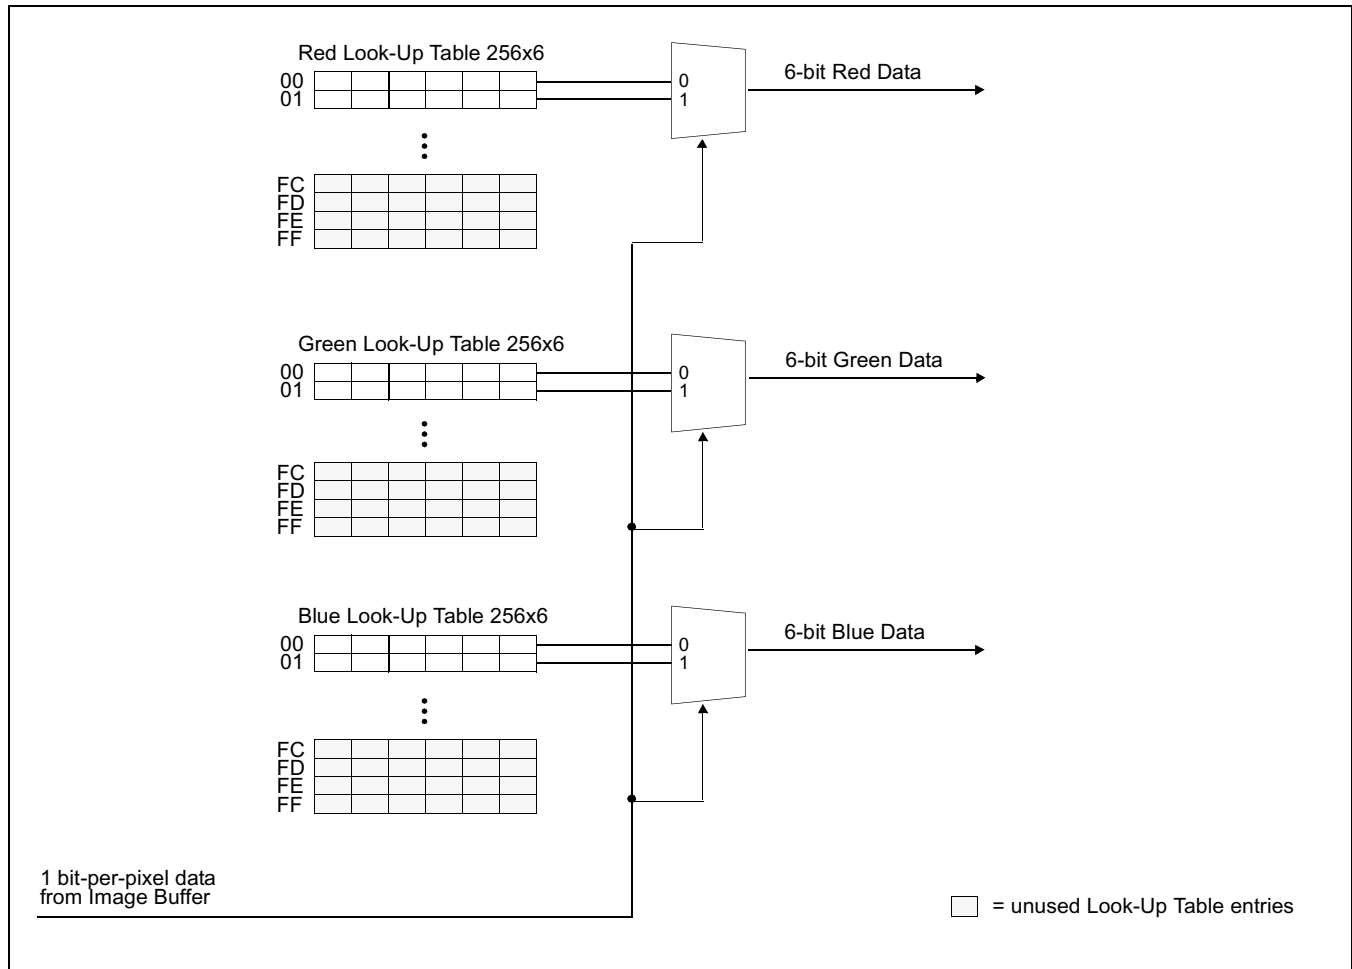 Red Look-Up Table 256x6
00
01
FC
FD
FE
FF
0
1
6-bit Red Data
Green Look-Up Table 256x6
00
01
FC
FD
FE
FF
0
1
6-bit Green Data
Blue Look-Up Table 256x6
00
01
FC
FD
FE
FF
0
1
6-bit Blue Data
1 bit-per-pixel data
from Image Buffer
= unused Look-Up Table entries